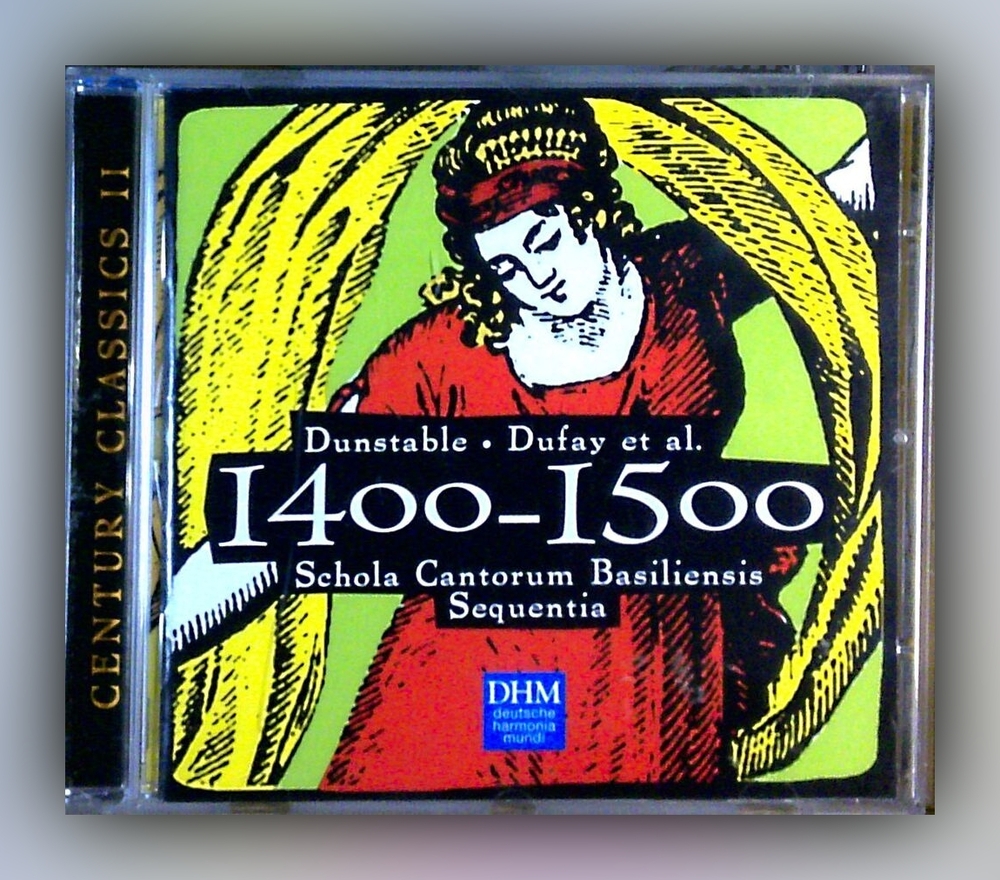 CENTURY CLASSICS II
Dunstable • Dufay et al.
1400–1500
Schola Cantorum Basiliensis
Sequentia
DHM
deutsche
harmonia
mundi